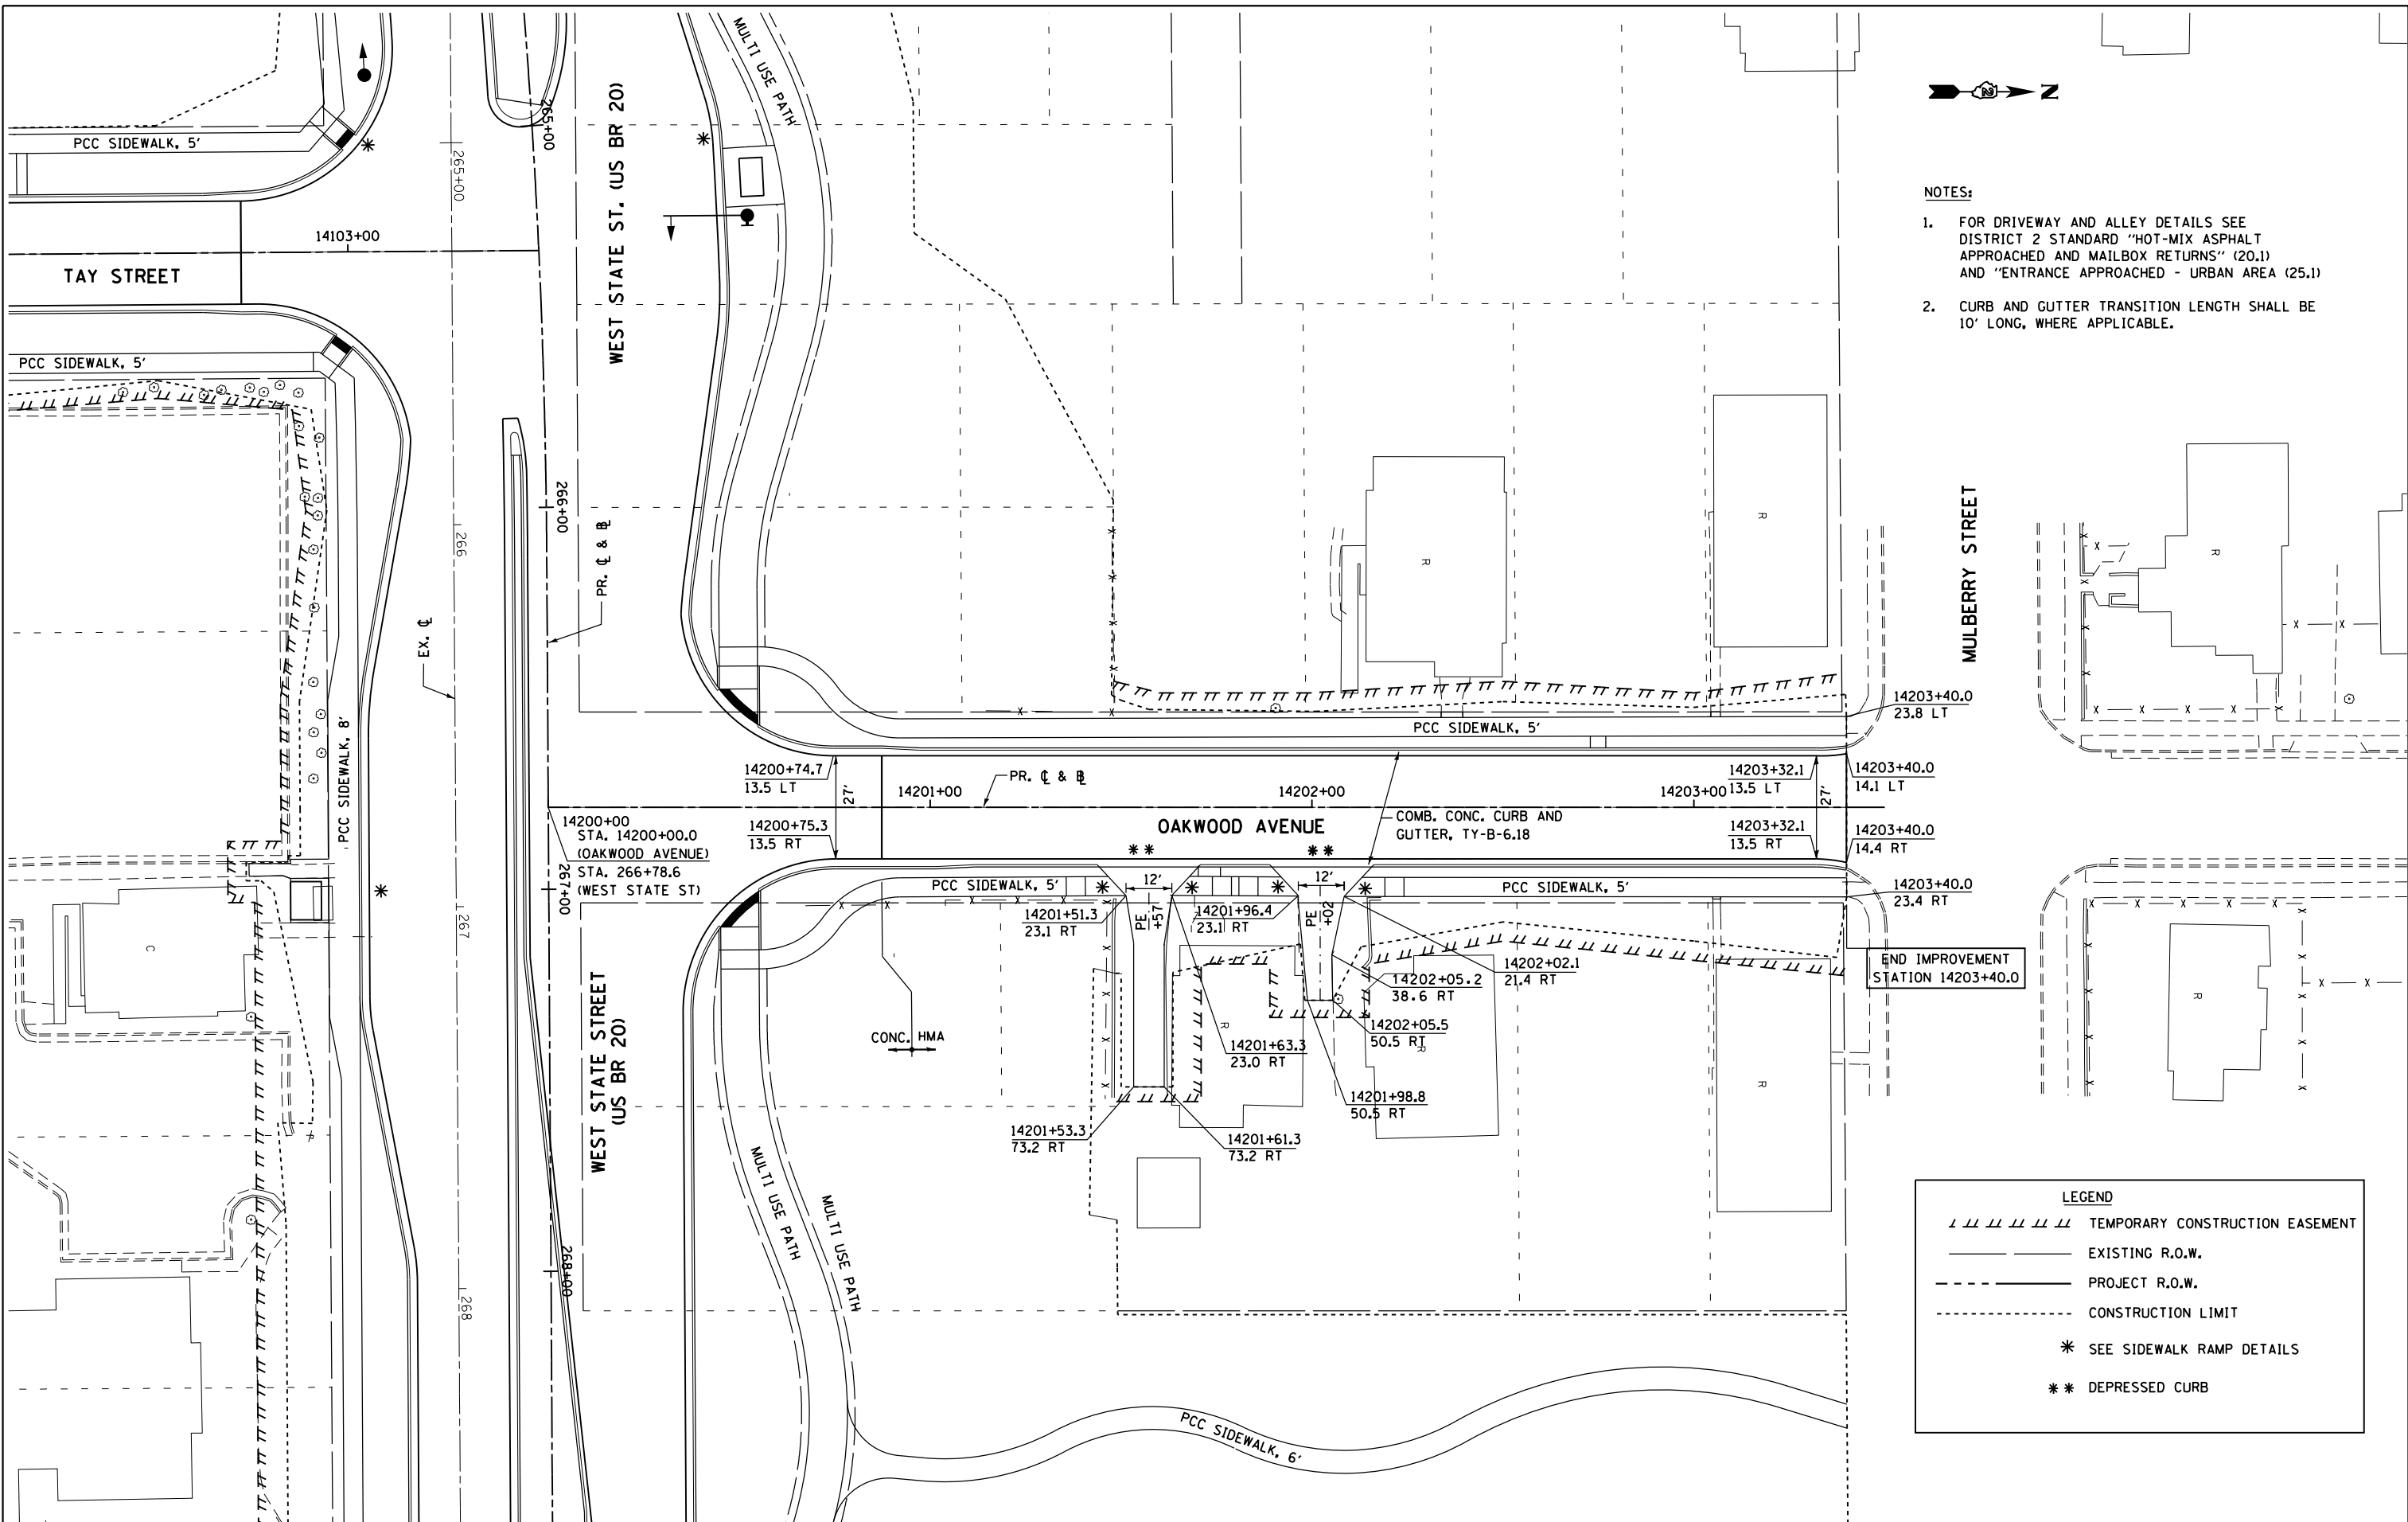 MULTI USE PATH
N
2
PCC SIDEWALK, 5'
265+00
265+00
WEST STATE ST. (US BR 20)
14103+00
TAY STREET
PCC SIDEWALK, 5'
NOTES:
1. FOR DRIVEWAY AND ALLEY DETAILS SEE
DISTRICT 2 STANDARD "HOT-MIX ASPHALT
APPROACHED AND MAILBOX RETURNS" (20.1)
AND "ENTRANCE APPROACHED - URBAN AREA (25.1)
2. CURB AND GUTTER TRANSITION LENGTH SHALL BE
10' LONG, WHERE APPLICABLE.
266+00
266
PR. ℄ & B
EX. ℄
R
R
R
MULBERRY STREET
PCC SIDEWALK, 8'
PCC SIDEWALK, 5'
14203+40.0
23.8 LT
14200+74.7
13.5 LT
27'
PR. ℄ & B
14201+00
14202+00
14203+00
14203+32.1
13.5 LT
27'
14203+40.0
14.1 LT
14200+00
STA. 14200+00.0
(OAKWOOD AVENUE)
STA. 266+78.6
(WEST STATE ST)
14200+75.3
13.5 RT
OAKWOOD AVENUE
COMB. CONC. CURB AND
GUTTER, TY-B-6.18
14203+32.1
13.5 RT
14203+40.0
14.4 RT
* *
* *
267+00
267
PCC SIDEWALK, 5'
12'
12'
PCC SIDEWALK, 5'
14203+40.0
23.4 RT
14201+51.3
23.1 RT
PE
+57
14201+96.4
23.1 RT
PE
+02
14202+02.1
21.4 RT
14202+05.2
38.6 RT
14202+05.5
50.5 RT
END IMPROVEMENT
STATION 14203+40.0
C
R
R
R
R
CONC. HMA
14201+63.3
23.0 RT
14201+98.8
50.5 RT
14201+53.3
73.2 RT
14201+61.3
73.2 RT
WEST STATE STREET
(US BR 20)
MULTI USE PATH
MULTI USE PATH
268+00
268
PCC SIDEWALK, 6'
LEGEND
TEMPORARY CONSTRUCTION EASEMENT
EXISTING R.O.W.
PROJECT R.O.W.
CONSTRUCTION LIMIT
* SEE SIDEWALK RAMP DETAILS
* * DEPRESSED CURB